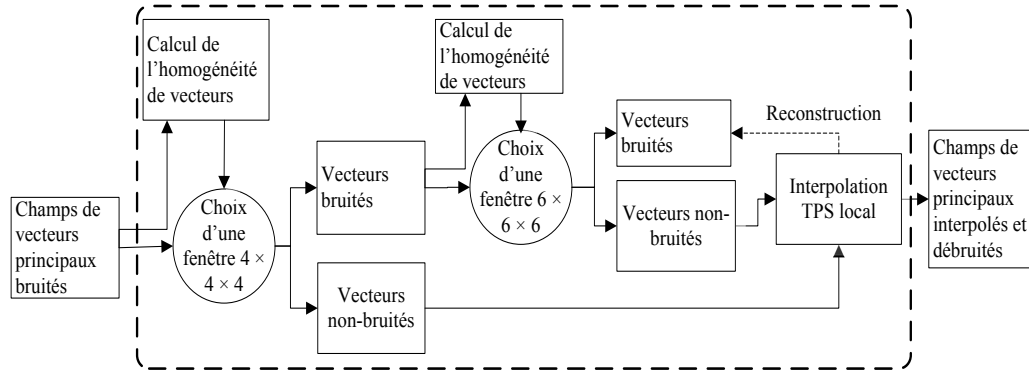 Champs de
vecteurs
principaux
bruités
Calcul de
l'homogénéité
de vecteurs
Choix
d'une
fenêtre 4 ×
4 × 4
Vecteurs
bruités
Vecteurs
non-bruités
Calcul de
l'homogénéité
de vecteurs
Choix
d'une
fenêtre 6 ×
6 × 6
Vecteurs
bruités
Vecteurs non-
bruités
Reconstruction
Interpolation
TPS local
Champs de
vecteurs
principaux
interpolés et
débruités